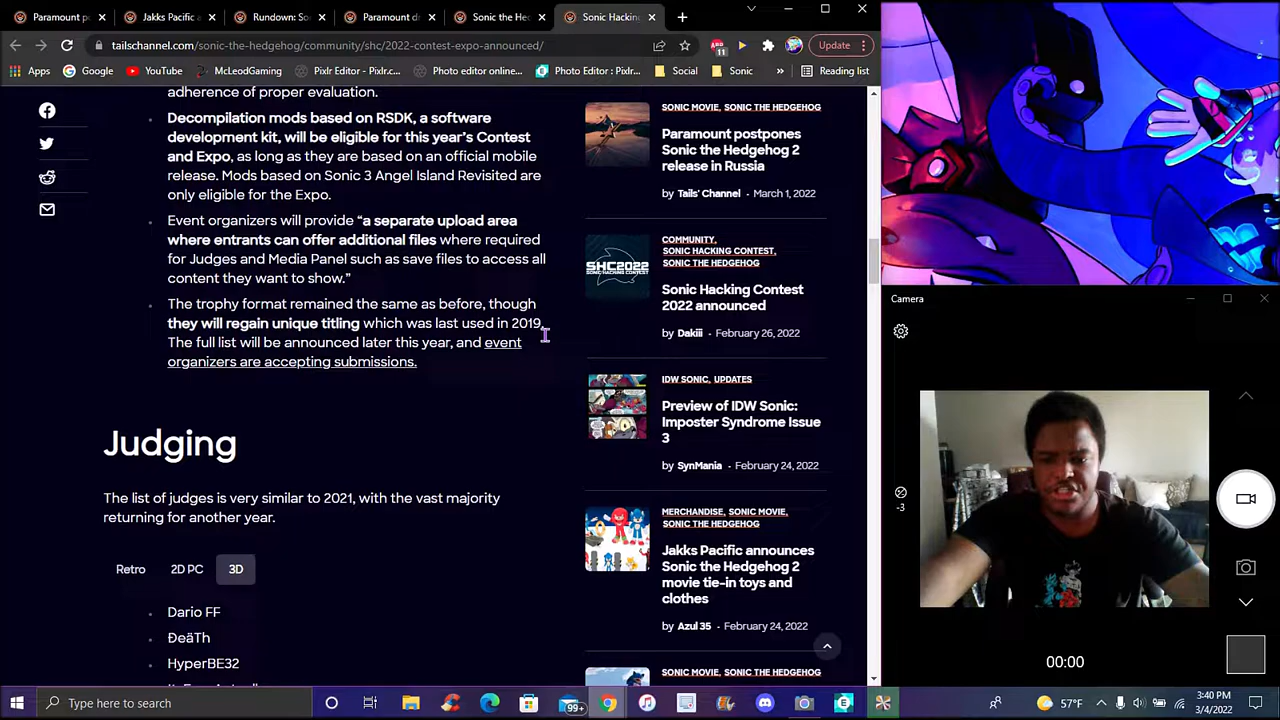 Paramount p
Jakks Pacific a
Rundown: So
Paramount d
Sonic the He
Sonic Hacking
tailschannel.com/sonic-the-hedgehog/community/shc/2022-contest-expo-announced/
11
Update
Apps
Google
YouTube
McLeodGaming
Pixlr Editor - Pixlr.c...
Photo editor online...
Photo Editor : Pixlr...
Social
Sonic
»
Reading list
adherence of proper evaluation.
Decompilation mods based on RSDK, a software
development kit, will be eligible for this year's Contest
and Expo, as long as they are based on an official mobile
release. Mods based on Sonic 3 Angel Island Revisited are
only eligible for the Expo.
Event organizers will provide “a separate upload area
where entrants can offer additional files where required
for Judges and Media Panel such as save files to access all
content they want to show.”
The trophy format remained the same as before, though
they will regain unique titling which was last used in 2019.
The full list will be announced later this year, and event
organizers are accepting submissions.
Judging
The list of judges is very similar to 2021, with the vast majority
returning for another year.
Retro
2D PC
3D
Dario FF
ÐeäTh
HyperBE32
SONIC MOVIE, SONIC THE HEDGEHOG
Paramount postpones
Sonic the Hedgehog 2
release in Russia
by Tails' Channel - March 1, 2022
SHC2022
COMMUNITY,
SONIC HACKING CONTEST,
SONIC THE HEDGEHOG
Sonic Hacking Contest
2022 announced
by Dakiii - February 26, 2022
IDW SONIC, UPDATES
Preview of IDW Sonic:
Imposter Syndrome Issue
3
by SynMania - February 24, 2022
MERCHANDISE, SONIC MOVIE,
SONIC THE HEDGEHOG
Jakks Pacific announces
Sonic the Hedgehog 2
movie tie-in toys and
clothes
by Azul 35 - February 24, 2022
SONIC MOVIE, SONIC THE HEDGEHOG
Camera
-3
00:00
Type here to search
99+
57°F
3:40 PM
3/4/2022